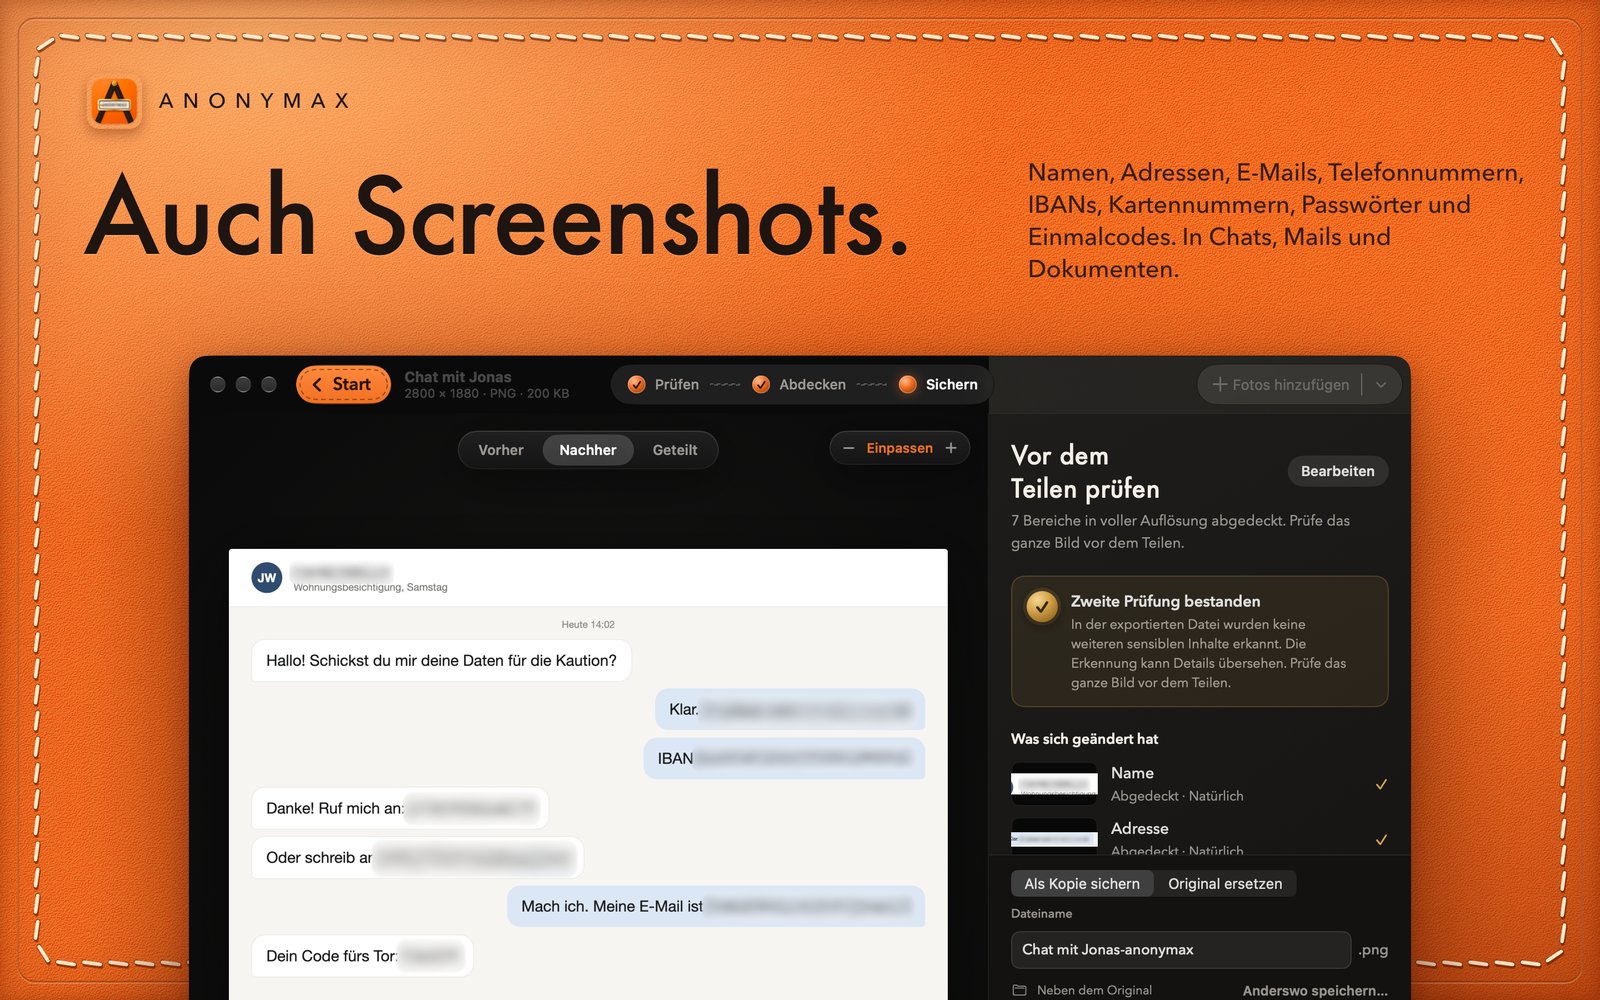 ANONYMAX
Auch Screenshots.
Namen, Adressen, E-Mails, Telefonnummern,
IBANs, Kartennummern, Passwörter und
Einmalcodes. In Chats, Mails und
Dokumenten.
Start
Chat mit Jonas
2800 × 1880 · PNG · 200 KB
Prüfen
Abdecken
Sichern
Fotos hinzufügen
Vorher
Nachher
Geteilt
Einpassen
JW
Wohnungsbesichtigung, Samstag
Heute 14:02
Hallo! Schickst du mir deine Daten für die Kaution?
Klar.
IBAN
Danke! Ruf mich an:
Oder schreib an
Mach ich. Meine E-Mail ist
Dein Code fürs Tor:
Vor dem
Teilen prüfen
Bearbeiten
7 Bereiche in voller Auflösung abgedeckt. Prüfe das
ganze Bild vor dem Teilen.
Zweite Prüfung bestanden
In der exportierten Datei wurden keine
weiteren sensiblen Inhalte erkannt. Die
Erkennung kann Details übersehen. Prüfe das
ganze Bild vor dem Teilen.
Was sich geändert hat
Name
Abgedeckt · Natürlich
Adresse
Abgedeckt · Natürlich
Als Kopie sichern
Original ersetzen
Dateiname
Chat mit Jonas-anonymax
.png
Neben dem Original
Anderswo speichern...